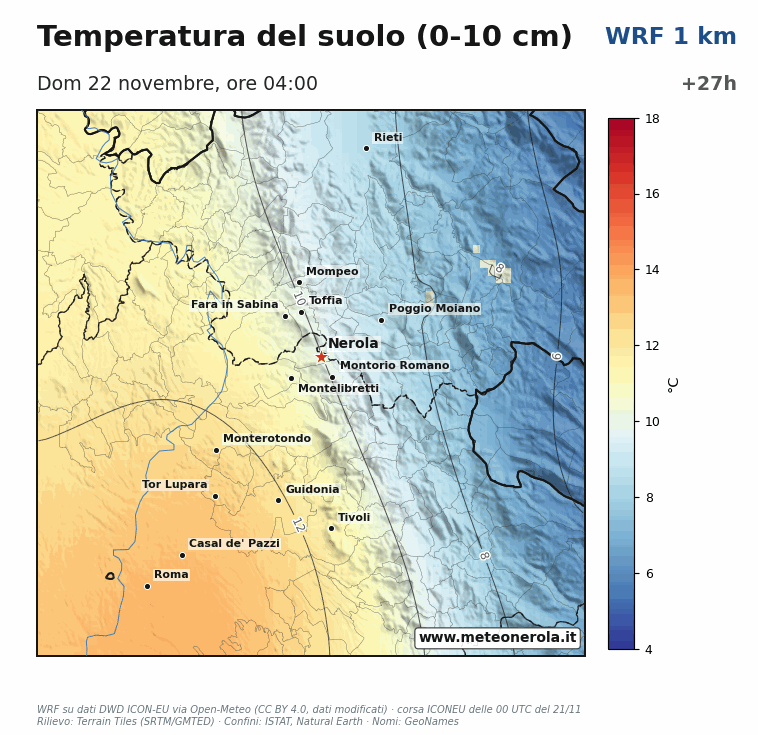 Temperatura del suolo (0-10 cm)
WRF 1 km
Dom 22 novembre, ore 04:00
+27h
Rieti
Mompeo
Toffia
Fara in Sabina
Poggio Moiano
Nerola
Montorio Romano
Montelibretti
Monterotondo
Tor Lupara
Guidonia
Tivoli
Casal de' Pazzi
Roma
10
8
6
12
8
18
16
14
12
10
8
6
4
°C
www.meteonerola.it
WRF su dati DWD ICON-EU via Open-Meteo (CC BY 4.0, dati modificati) · corsa ICONEU delle 00 UTC del 21/11
Rilievo: Terrain Tiles (SRTM/GMTED) · Confini: ISTAT, Natural Earth · Nomi: GeoNames